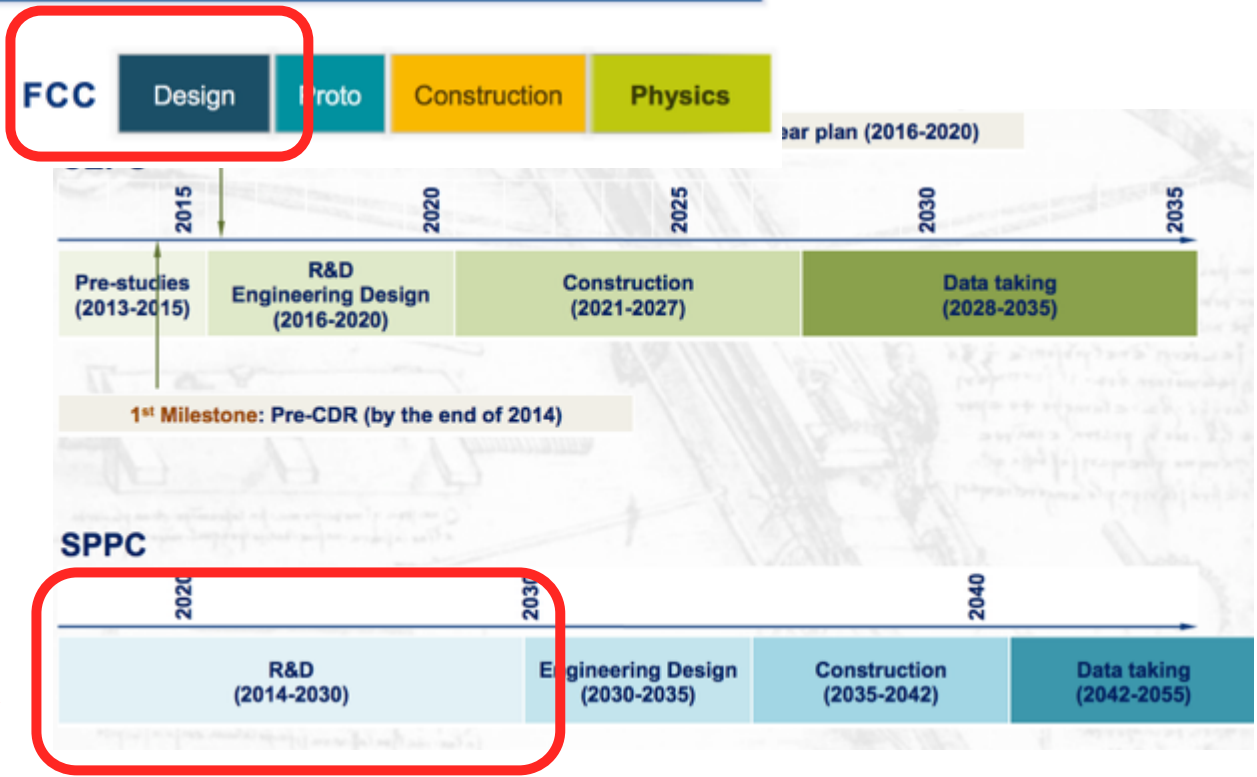 FCC
Design
Proto
Construction
Physics
ear plan (2016-2020)
2015
2020
2025
2030
2035
Pre-studies
(2013-2015)
R&D
Engineering Design
(2016-2020)
Construction
(2021-2027)
Data taking
(2028-2035)
1st Milestone: Pre-CDR (by the end of 2014)
SPPC
2020
2030
2040
R&D
(2014-2030)
Engineering Design
(2030-2035)
Construction
(2035-2042)
Data taking
(2042-2055)